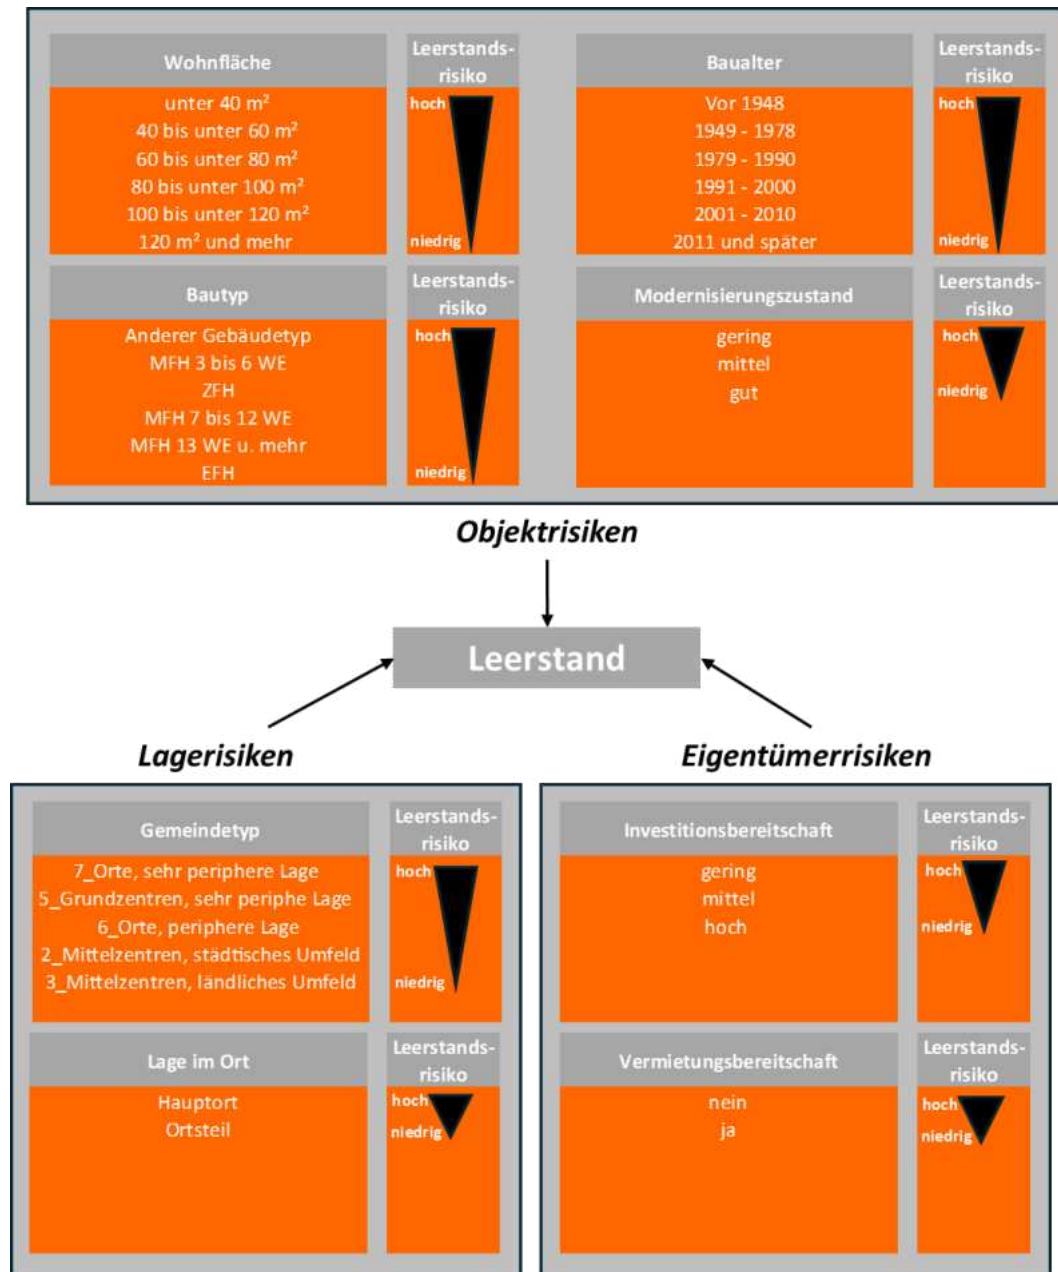 Wohnfläche
Leerstands-
risiko
unter 40 m²
40 bis unter 60 m²
60 bis unter 80 m²
80 bis unter 100 m²
100 bis unter 120 m²
120 m² und mehr
hoch
niedrig
Baualter
Leerstands-
risiko
Vor 1948
1949 - 1978
1979 - 1990
1991 - 2000
2001 - 2010
2011 und später
hoch
niedrig
Bautyp
Leerstands-
risiko
Anderer Gebäudetyp
MFH 3 bis 6 WE
ZFH
MFH 7 bis 12 WE
MFH 13 WE u. mehr
EFH
hoch
niedrig
Modernisierungszustand
Leerstands-
risiko
gering
mittel
gut
hoch
niedrig
Objektrisiken
Leerstand
Lagerisiken
Eigentümerrisiken
Gemeindetyp
Leerstands-
risiko
7_Orte, sehr periphere Lage
5_Grundzentren, sehr periphe Lage
6_Orte, periphere Lage
2_Mittelzentren, städtisches Umfeld
3_Mittelzentren, ländliches Umfeld
hoch
niedrig
Lage im Ort
Leerstands-
risiko
Hauptort
Ortsteil
hoch
niedrig
Investitionsbereitschaft
Leerstands-
risiko
gering
mittel
hoch
hoch
niedrig
Vermietungsbereitschaft
Leerstands-
risiko
nein
ja
hoch
niedrig